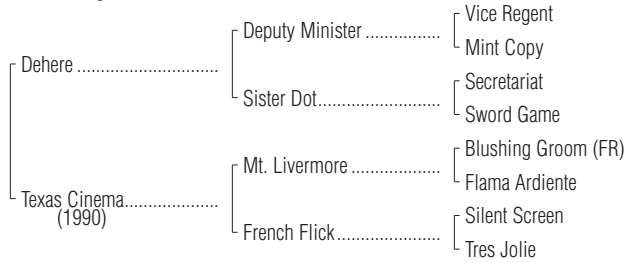 Vice Regent
Deputy Minister ..................
Mint Copy
Dehere ..................................
Secretariat
Sister Dot.............................
Sword Game
Blushing Groom (FR)
Mt. Livermore .....................
Flama Ardiente
Texas Cinema......................
(1990)
Silent Screen
French Flick.........................
Tres Jolie